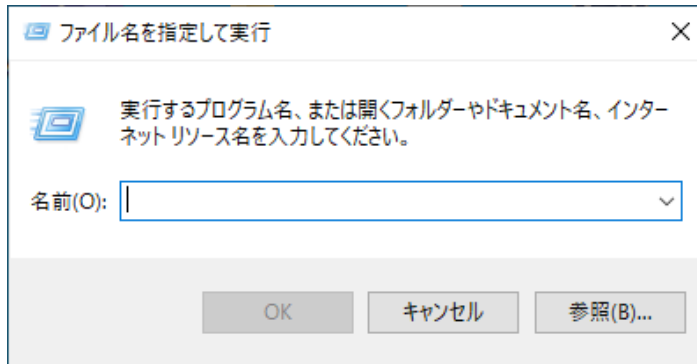 ファイル名を指定して実行
実行するプログラム名、または開くフォルダーやドキュメント名、インター
ネット リソース名を入力してください。
名前(O):
OK キャンセル 参照(B)...